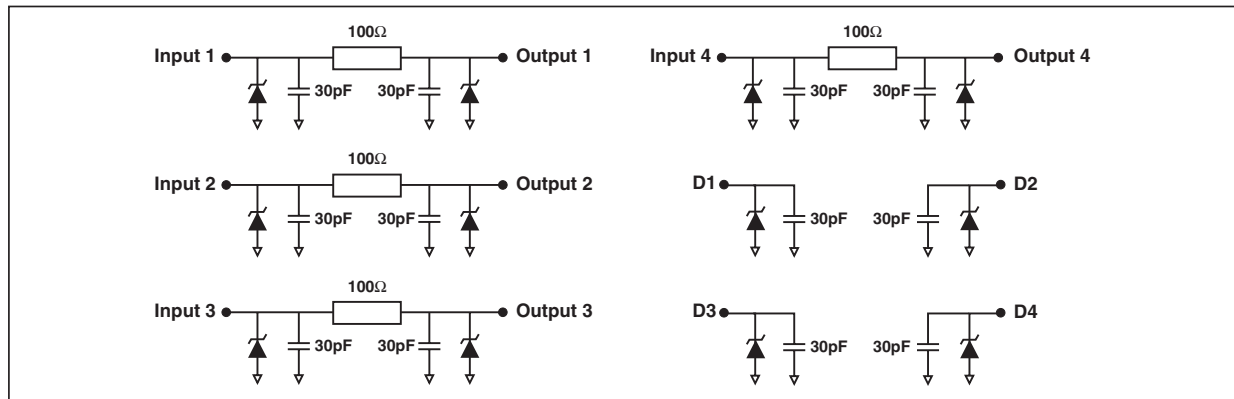 100Ω
Input 1 Output 1
30pF 30pF
100Ω
Input 4 Output 4
30pF 30pF
100Ω
Input 2 Output 2
30pF 30pF
D1 D2
30pF 30pF
100Ω
Input 3 Output 3
30pF 30pF
D3 D4
30pF 30pF